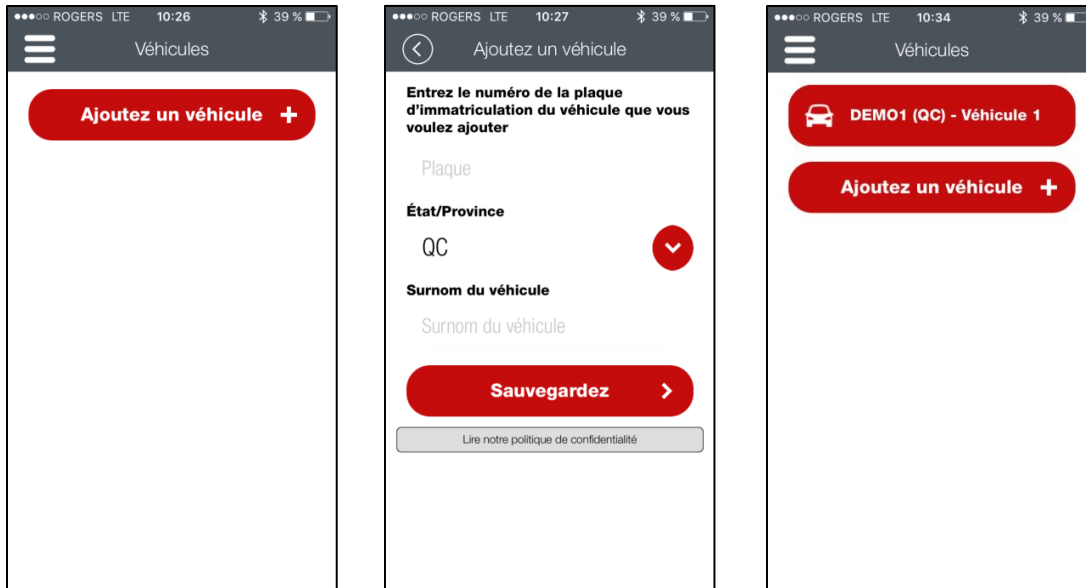 ROGERS LTE 10:26 39 %
Véhicules
Ajoutez un véhicule +
ROGERS LTE 10:27 39 %
Ajoutez un véhicule
Entrez le numéro de la plaque
d'immatriculation du véhicule que vous
voulez ajouter
Plaque
État/Province
QC
Surnom du véhicule
Surnom du véhicule
Sauvegardez
Lire notre politique de confidentialité
ROGERS LTE 10:34 39 %
Véhicules
DEMO1 (QC) - Véhicule 1
Ajoutez un véhicule +